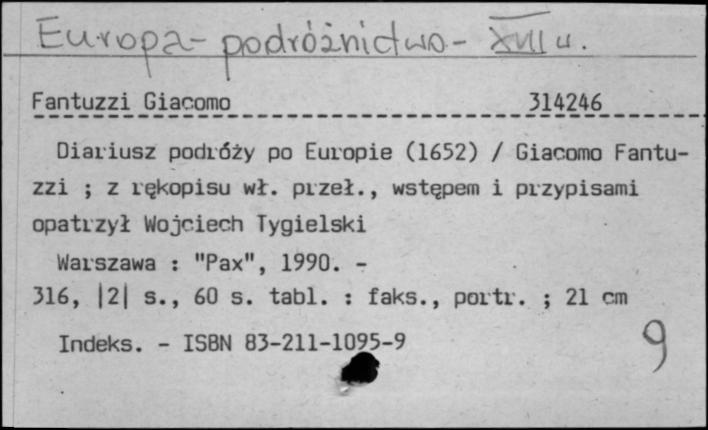 Europa - podróżnictwo - XVII w.
Fantuzzi Giacomo 314246
Diariusz podróży po Europie (1652) / Giacomo Fantu-
zzi ; z rękopisu wł. przeł., wstępem i przypisami
opatrzył Wojciech Tygielski
Warszawa : "Pax", 1990. -
316, |2| s., 60 s. tabl. : faks., portr. ; 21 cm
Indeks. - ISBN 83-211-1095-9
9